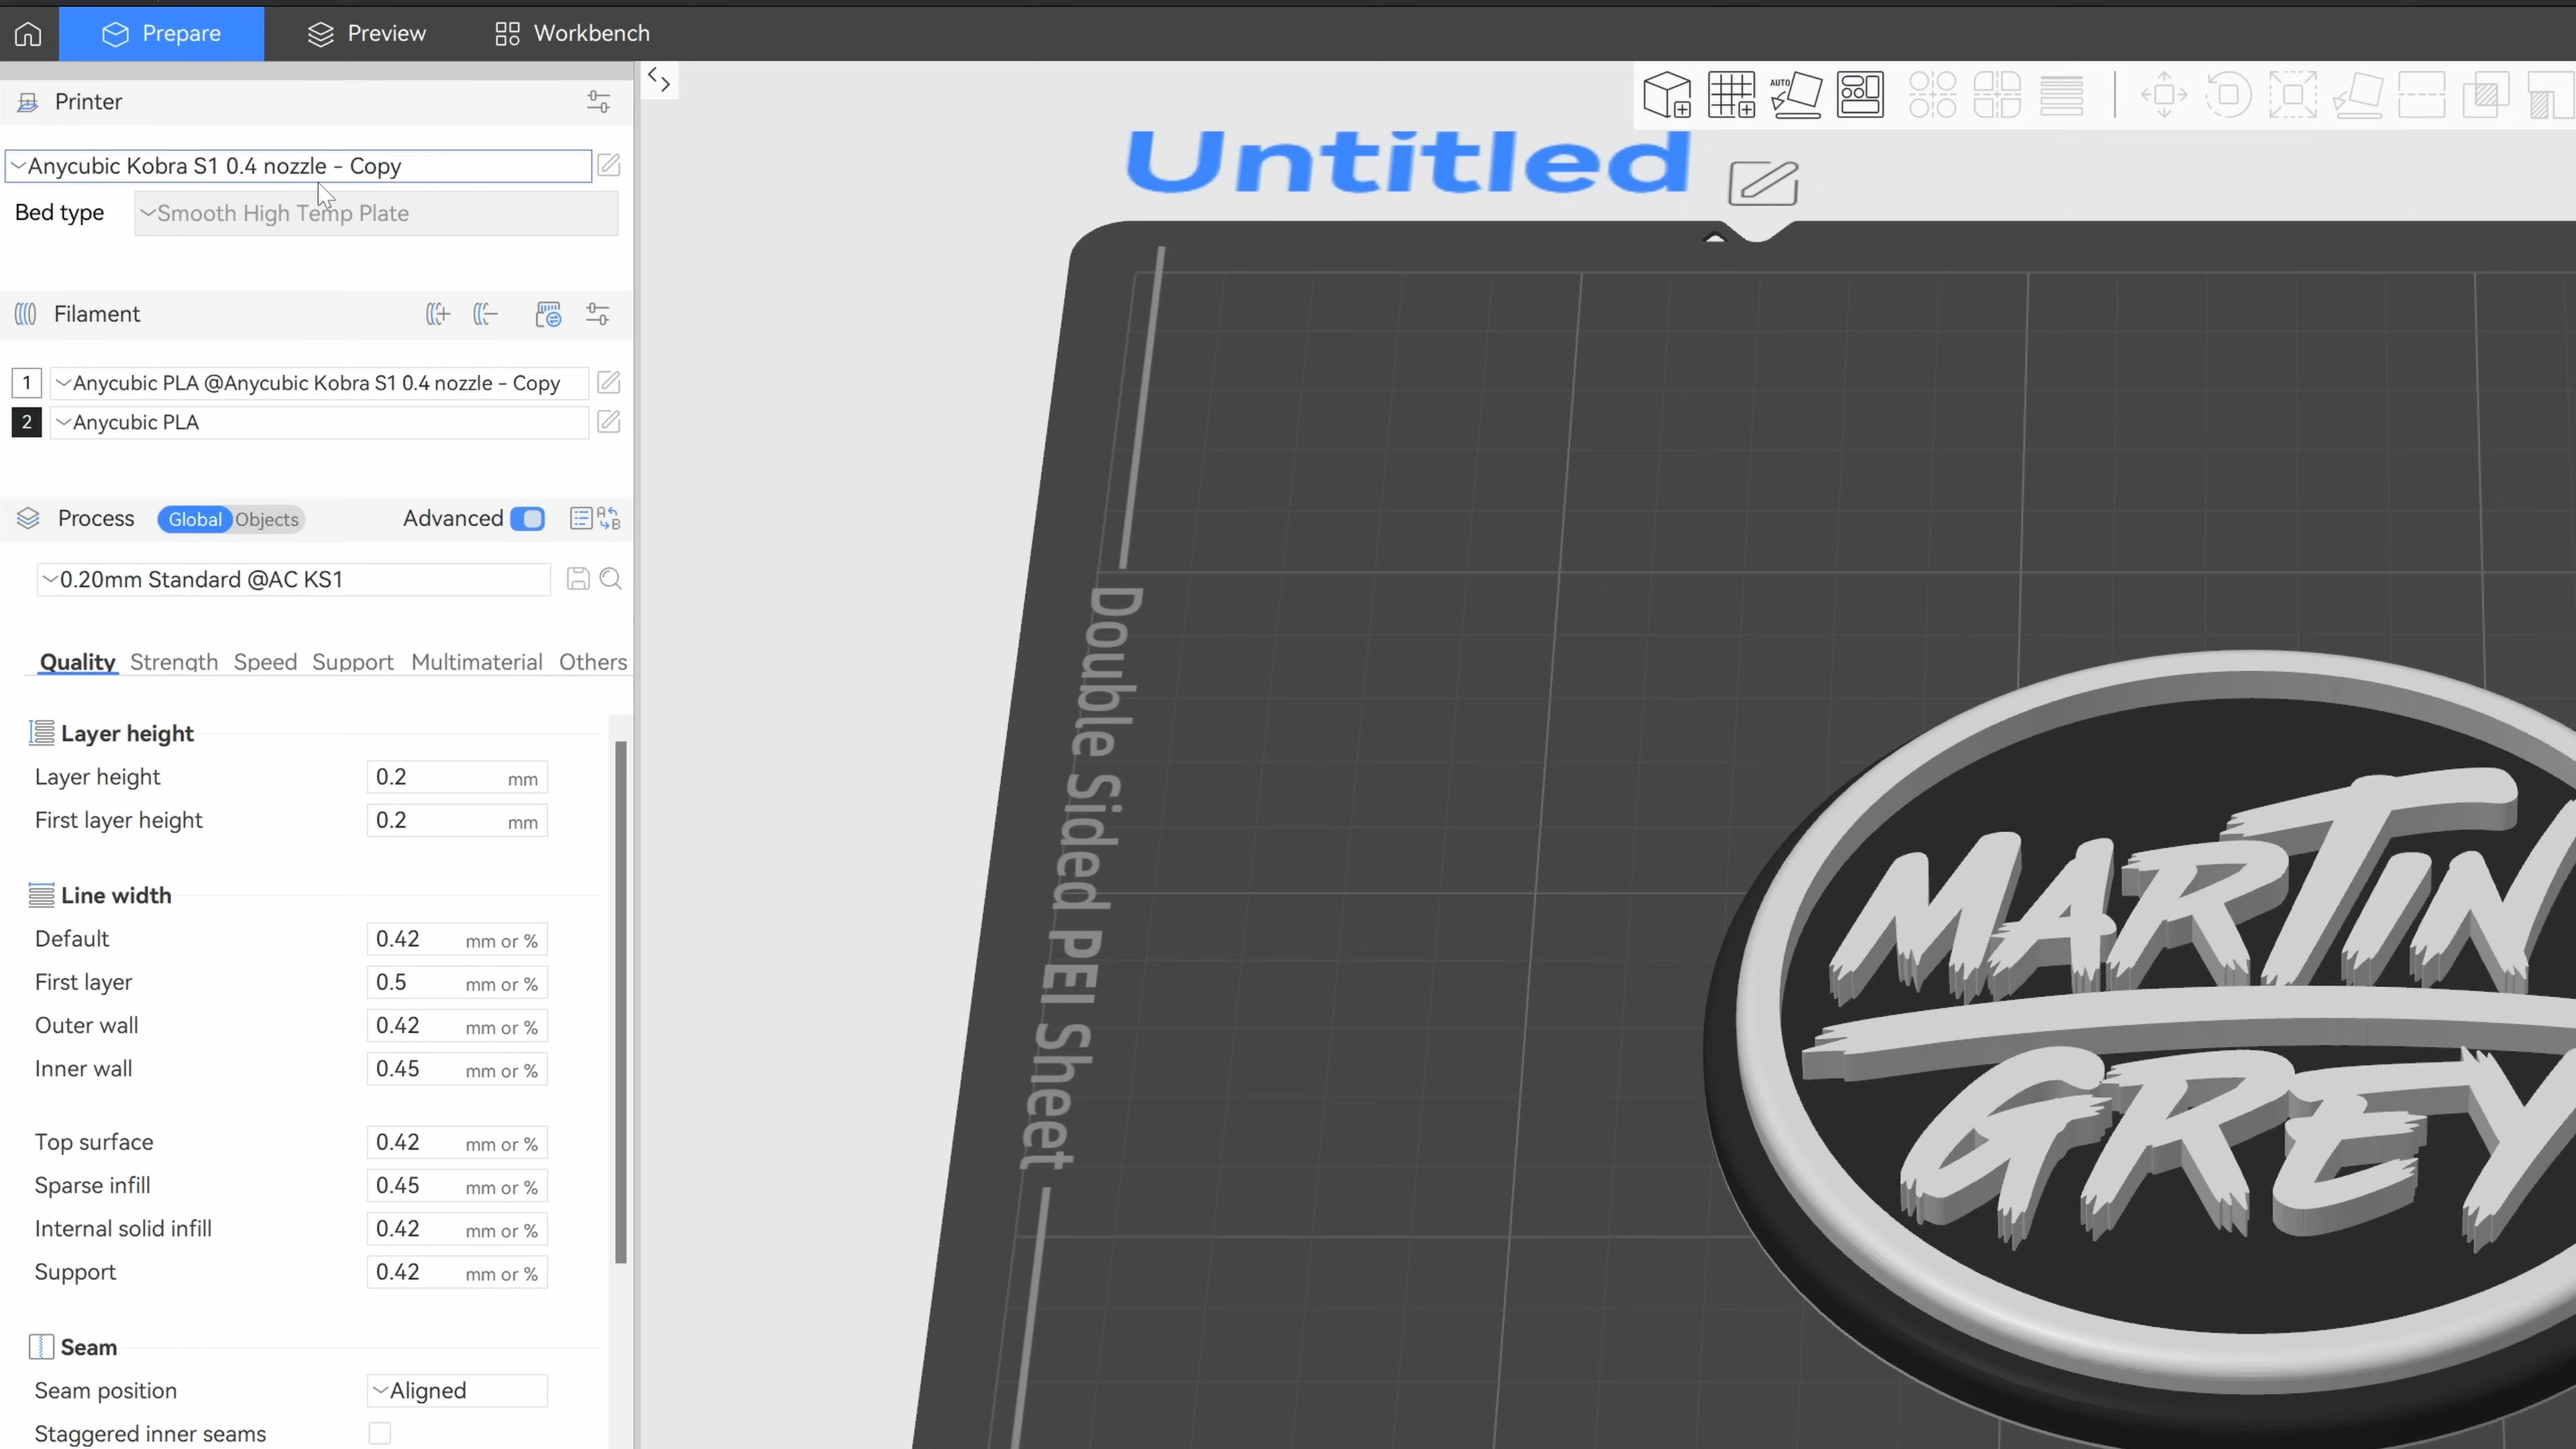 Prepare
Preview
Workbench
Printer
Anycubic Kobra S1 0.4 nozzle - Copy
Bed type
Smooth High Temp Plate
Filament
1 Anycubic PLA @Anycubic Kobra S1 0.4 nozzle - Copy
2 Anycubic PLA
Process Global Objects Advanced
0.20mm Standard @AC KS1
Quality Strength Speed Support Multimaterial Others
Layer height
Layer height 0.2 mm
First layer height 0.2 mm
Line width
Default 0.42 mm or %
First layer 0.5 mm or %
Outer wall 0.42 mm or %
Inner wall 0.45 mm or %
Top surface 0.42 mm or %
Sparse infill 0.45 mm or %
Internal solid infill 0.42 mm or %
Support 0.42 mm or %
Seam
Seam position Aligned
Staggered inner seams
AUTO
Untitled
Double Sided PEI Sheet
MARTIN
GREY